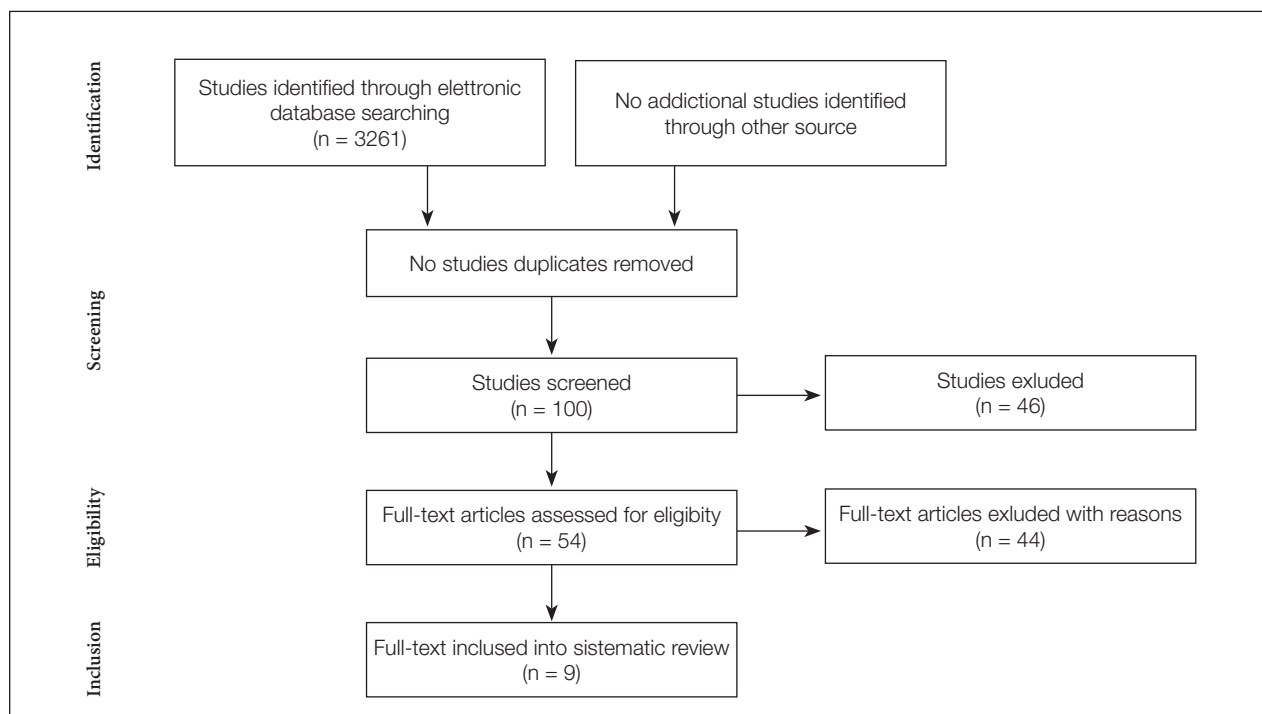 Identification
Studies identified through elettronic
database searching
(n = 3261)
No addictional studies identified
through other source
Screening
No studies duplicates removed
Studies screened
(n = 100)
Studies exluded
(n = 46)
Eligibility
Full-text articles assessed for eligibity
(n = 54)
Full-text articles exluded with reasons
(n = 44)
Inclusion
Full-text inclused into sistematic review
(n = 9)